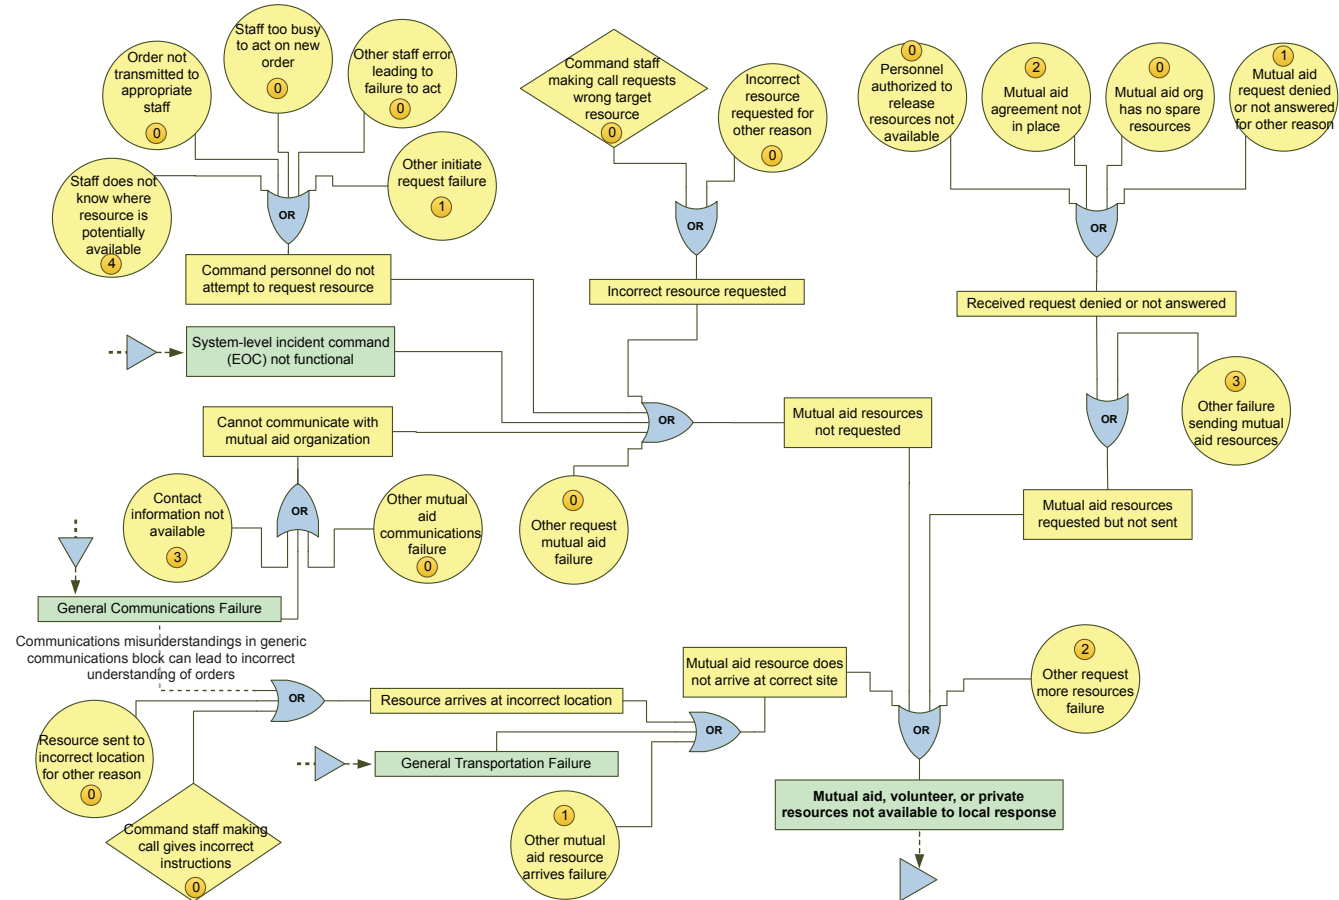 Order not
transmitted to
appropriate
staff
0
Staff too busy
to act on new
order
0
Other staff error
leading to
failure to act
0
Staff does not
know where
resource is
potentially
available
4
Other initiate
request failure
1
OR
Command personnel do not
attempt to request resource
Command staff
making call requests
wrong target
resource
0
Incorrect
resource
requested for
other reason
0
OR
Incorrect resource requested
0
Personnel
authorized to
release
resources not
available
2
Mutual aid
agreement not
in place
0
Mutual aid org
has no spare
resources
1
Mutual aid
request denied
or not answered
for other reason
OR
Received request denied or not answered
3
Other failure
sending mutual
aid resources
OR
Mutual aid resources
requested but not sent
System-level incident command
(EOC) not functional
Cannot communicate with
mutual aid organization
OR
Mutual aid resources
not requested
Contact
information not
available
3
OR
Other mutual
aid
communications
failure
0
0
Other request
mutual aid
failure
General Communications Failure
Communications misunderstandings in generic
communications block can lead to incorrect
understanding of orders
OR
Resource arrives at incorrect location
Resource sent to
incorrect location
for other reason
0
Command staff making
call gives incorrect
instructions
0
General Transportation Failure
OR
1
Other mutual
aid resource
arrives failure
Mutual aid resource does
not arrive at correct site
2
Other request
more resources
failure
OR
Mutual aid, volunteer, or private
resources not available to local response